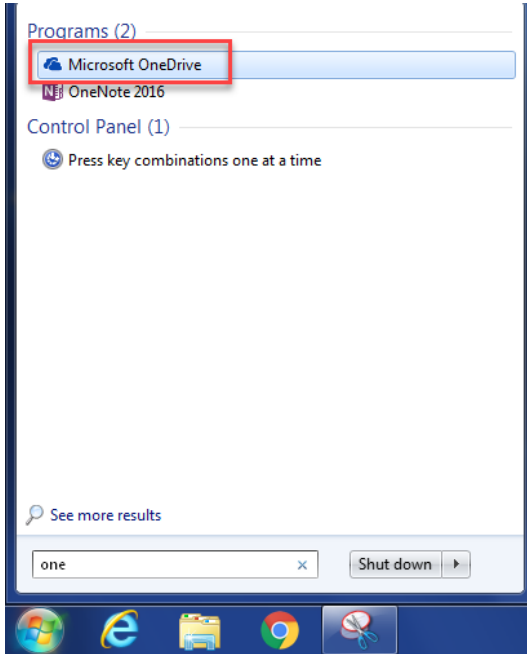 Programs (2)
Microsoft OneDrive
OneNote 2016
Control Panel (1)
Press key combinations one at a time
See more results
one
Shut down